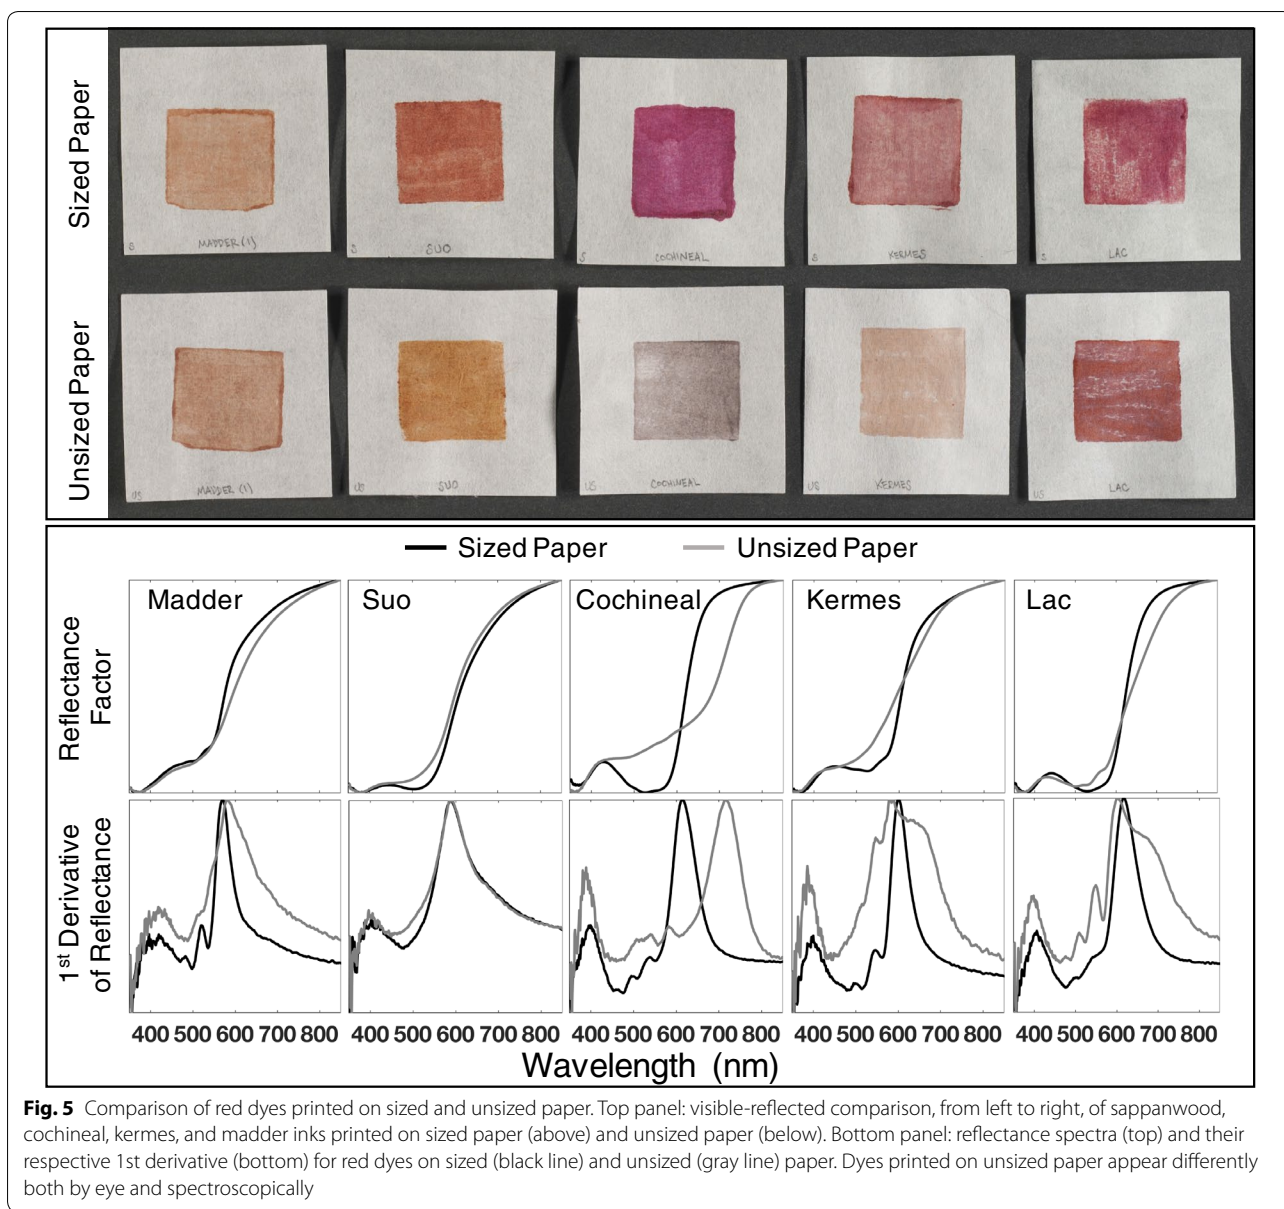 Sized Paper
S
MADDER (1)
S
SUO
S
COCHINEAL
S
KERMES
S
LAC
Unsized Paper
US
MADDER (1)
US
SUO
US
COCHINEAL
US
KERMES
US
LAC
Sized Paper
Unsized Paper
Reflectance
Factor
Madder
Suo
Cochineal
Kermes
Lac
1st Derivative
of Reflectance
400 500 600 700 800
400 500 600 700 800
400 500 600 700 800
400 500 600 700 800
400 500 600 700 800
Wavelength (nm)
Fig. 5 Comparison of red dyes printed on sized and unsized paper. Top panel: visible-reflected comparison, from left to right, of sappanwood,
cochineal, kermes, and madder inks printed on sized paper (above) and unsized paper (below). Bottom panel: reflectance spectra (top) and their
respective 1st derivative (bottom) for red dyes on sized (black line) and unsized (gray line) paper. Dyes printed on unsized paper appear differently
both by eye and spectroscopically